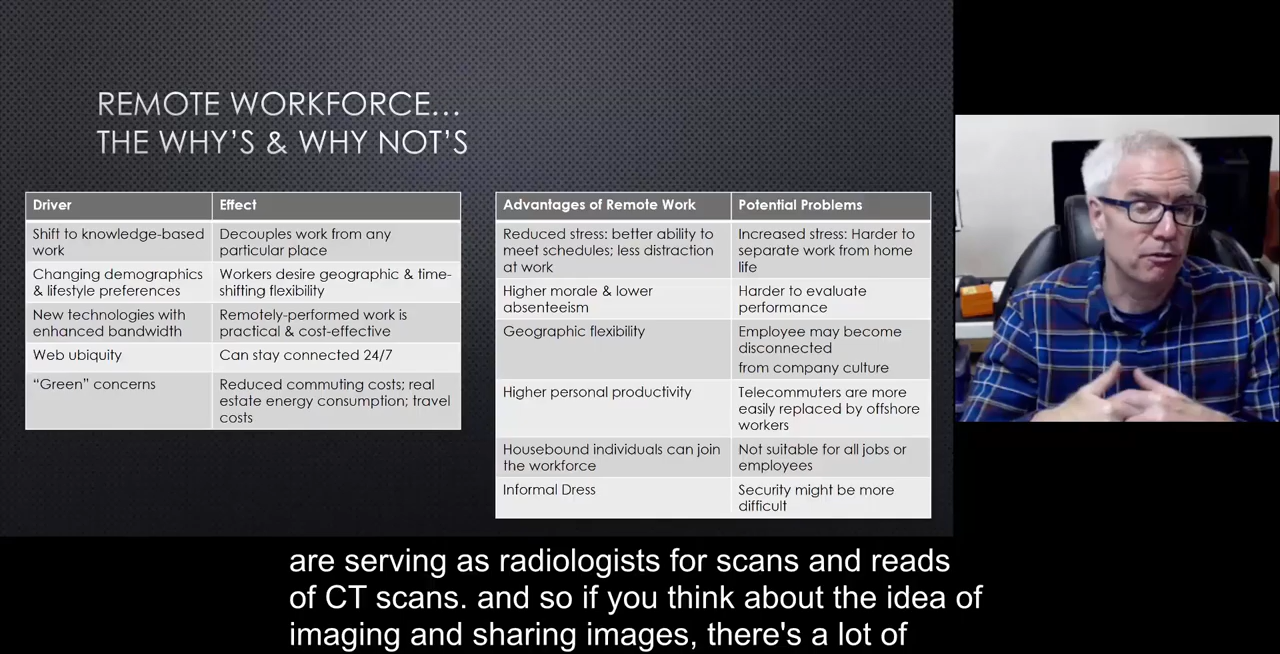 REMOTE WORKFORCE…
THE WHY'S & WHY NOT'S
Driver
Effect
Shift to knowledge-based
work
Decouples work from any
particular place
Changing demographics
& lifestyle preferences
Workers desire geographic & time-
shifting flexibility
New technologies with
enhanced bandwidth
Remotely-performed work is
practical & cost-effective
Web ubiquity
Can stay connected 24/7
“Green” concerns
Reduced commuting costs; real
estate energy consumption; travel
costs
Advantages of Remote Work
Potential Problems
Reduced stress: better ability to
meet schedules; less distraction
at work
Increased stress: Harder to
separate work from home
life
Higher morale & lower
absenteeism
Harder to evaluate
performance
Geographic flexibility
Employee may become
disconnected
from company culture
Higher personal productivity
Telecommuters are more
easily replaced by offshore
workers
Housebound individuals can join
the workforce
Not suitable for all jobs or
employees
Informal Dress
Security might be more
difficult
are serving as radiologists for scans and reads
of CT scans. and so if you think about the idea of
imaging and sharing images, there's a lot of